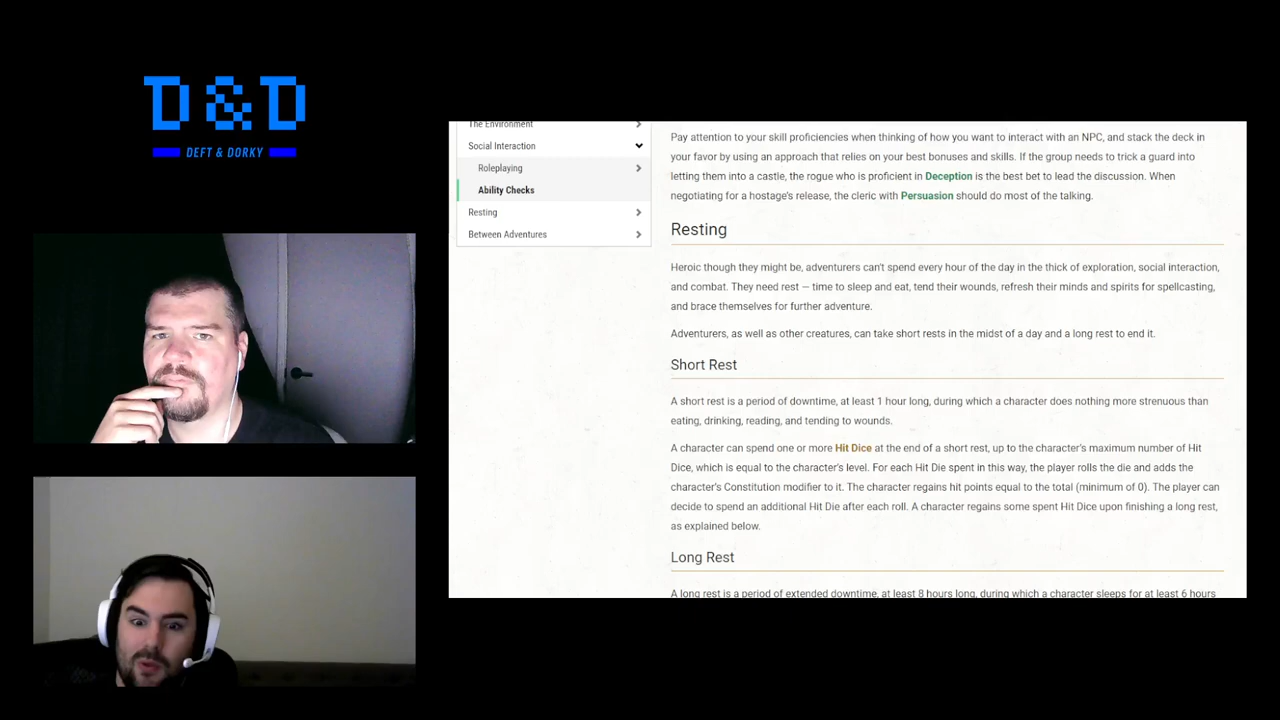 D & D
DEFT & DORKY
The Environment
Social Interaction
Roleplaying
Ability Checks
Resting
Between Adventures
Pay attention to your skill proficiencies when thinking of how you want to interact with an NPC, and stack the deck in
your favor by using an approach that relies on your best bonuses and skills. If the group needs to trick a guard into
letting them into a castle, the rogue who is proficient in Deception is the best bet to lead the discussion. When
negotiating for a hostage's release, the cleric with Persuasion should do most of the talking.
Resting
Heroic though they might be, adventurers can't spend every hour of the day in the thick of exploration, social interaction,
and combat. They need rest — time to sleep and eat, tend their wounds, refresh their minds and spirits for spellcasting,
and brace themselves for further adventure.
Adventurers, as well as other creatures, can take short rests in the midst of a day and a long rest to end it.
Short Rest
A short rest is a period of downtime, at least 1 hour long, during which a character does nothing more strenuous than
eating, drinking, reading, and tending to wounds.
A character can spend one or more Hit Dice at the end of a short rest, up to the character's maximum number of Hit
Dice, which is equal to the character's level. For each Hit Die spent in this way, the player rolls the die and adds the
character's Constitution modifier to it. The character regains hit points equal to the total (minimum of 0). The player can
decide to spend an additional Hit Die after each roll. A character regains some spent Hit Dice upon finishing a long rest,
as explained below.
Long Rest
A long rest is a period of extended downtime, at least 8 hours long, during which a character sleeps for at least 6 hours